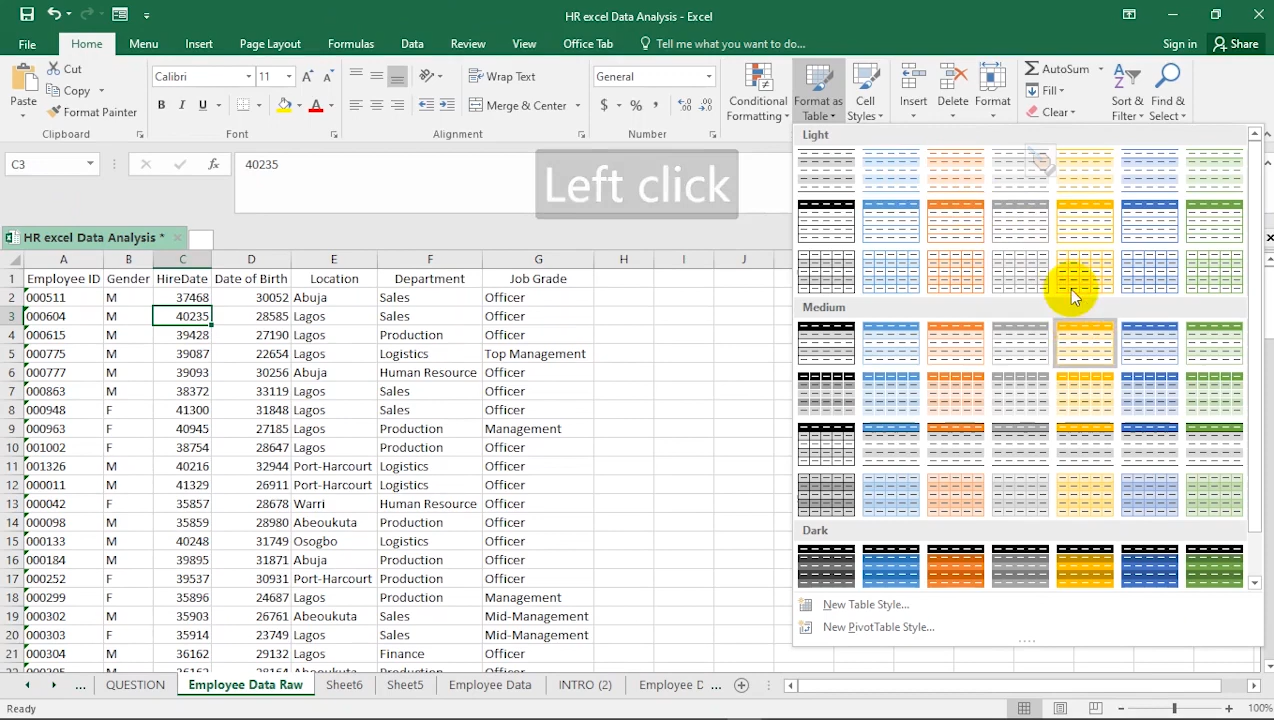 HR excel Data Analysis - Excel
File Home Menu Insert Page Layout Formulas Data Review View Office Tab Tell me what you want to do... Sign in Share
Cut
Copy
Format Painter
Paste
Clipboard
Calibri 11
B I U
Font
Wrap Text
Merge & Center
Alignment
General
$ % ,
Number
Conditional Formatting
Format as Table
Cell Styles
Insert
Delete
Format
AutoSum
Fill
Clear
Sort & Filter
Find & Select
C3 fx 40235
Left click
HR excel Data Analysis *
A B C D E F G H I J
1 Employee ID Gender HireDate Date of Birth Location Department Job Grade
2 000511 M 37468 30052 Abuja Sales Officer
3 000604 M 40235 28585 Lagos Sales Officer
4 000615 M 39428 27190 Lagos Production Officer
5 000775 M 39087 22654 Lagos Logistics Top Management
6 000777 M 39093 30256 Abuja Human Resource Officer
7 000863 M 38372 33119 Lagos Sales Officer
8 000948 F 41300 31848 Lagos Sales Officer
9 000963 F 40945 27185 Lagos Production Management
10 001002 F 38754 28647 Lagos Production Officer
11 001326 M 40216 32944 Port-Harcourt Logistics Officer
12 000011 M 41329 26911 Port-Harcourt Logistics Officer
13 000042 F 35857 28678 Warri Human Resource Officer
14 000098 M 35859 28980 Abeoukuta Production Officer
15 000133 M 40248 31749 Osogbo Logistics Officer
16 000184 M 39895 31871 Abuja Production Officer
17 000252 M 39537 30931 Port-Harcourt Production Officer
18 000299 F 35896 24687 Lagos Production Management
19 000302 M 35903 26761 Abeoukuta Sales Mid-Management
20 000303 F 35914 23749 Lagos Sales Mid-Management
21 000304 M 36162 29132 Lagos Finance Officer
Light
Medium
Dark
New Table Style...
New PivotTable Style...
... QUESTION Employee Data Raw Sheet6 Sheet5 Employee Data INTRO (2) Employee D ...
Ready 100%